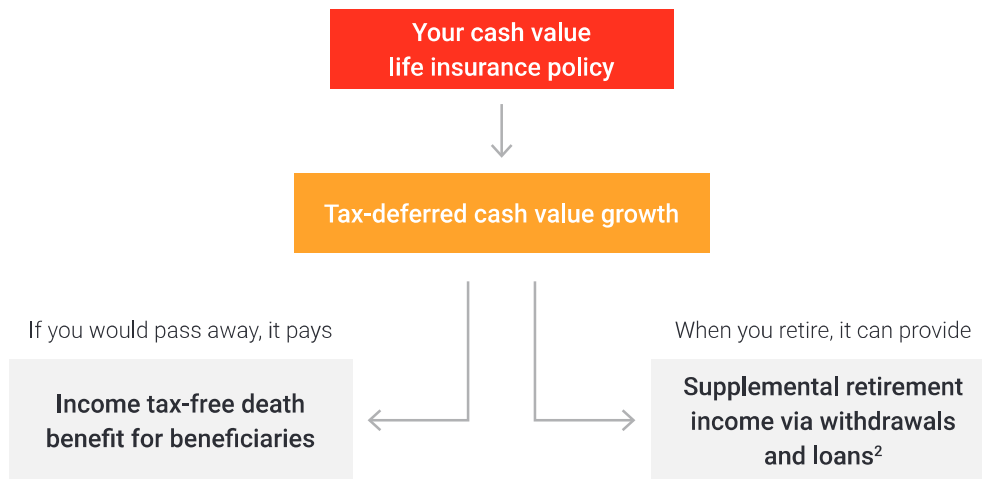 Your cash value
life insurance policy
Tax-deferred cash value growth
If you would pass away, it pays
Income tax-free death
benefit for beneficiaries
When you retire, it can provide
Supplemental retirement
income via withdrawals
and loans²